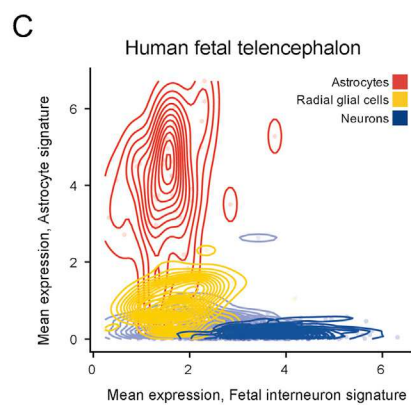 C
Human fetal telencephalon
Astrocytes
Radial glial cells
Neurons
Mean expression, Astrocyte signature
6
4
2
0
0 2 4 6
Mean expression, Fetal interneuron signature